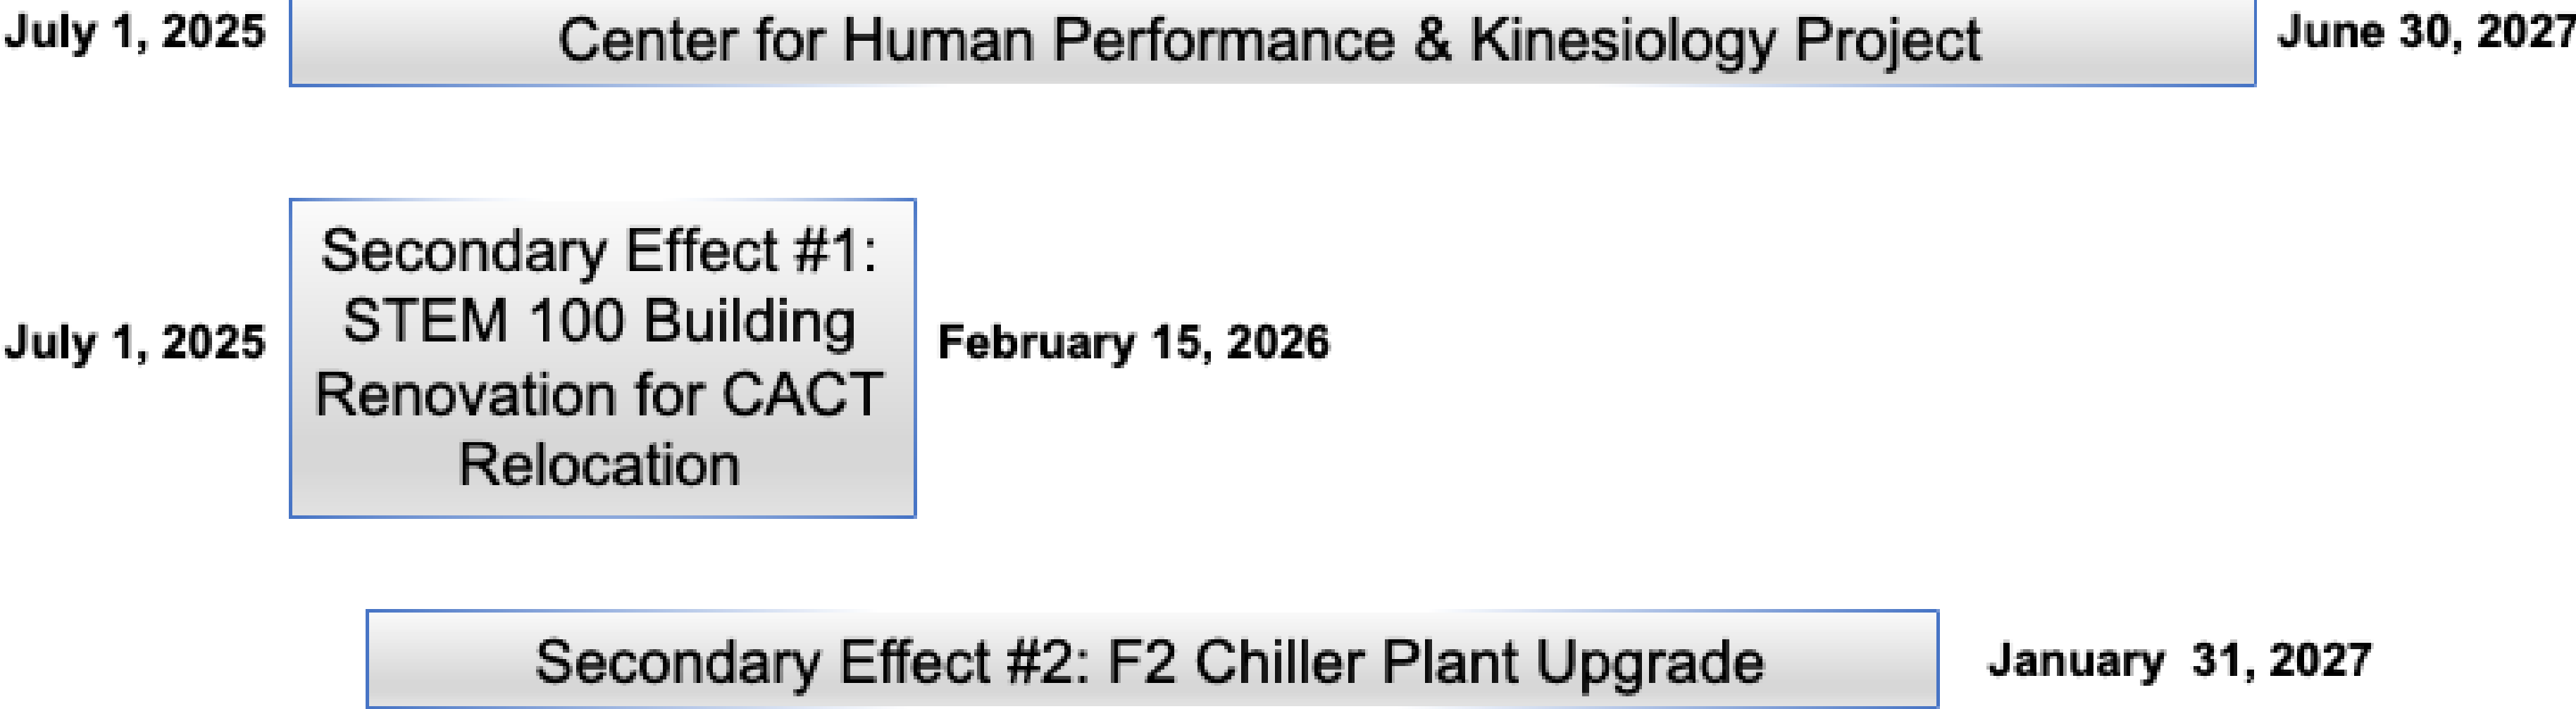 July 1, 2025 Center for Human Performance & Kinesiology Project June 30, 2027
Secondary Effect #1:
STEM 100 Building
July 1, 2025 February 15, 2026
Renovation for CACT
Relocation
Secondary Effect #2: F2 Chiller Plant Upgrade January 31, 2027